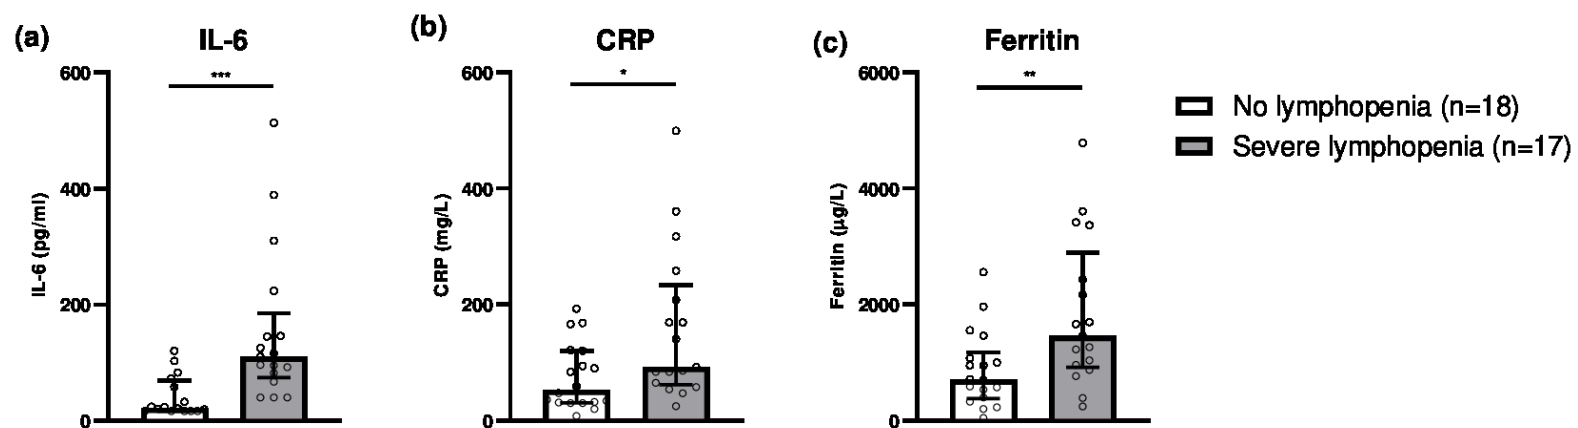 (a)
IL-6
600
400
200
0
IL-6 (pg/ml)
***
(b)
CRP
600
400
200
0
CRP (mg/L)
*
(c)
Ferritin
6000
4000
2000
0
Ferritin (µg/L)
**
No lymphopenia (n=18)
Severe lymphopenia (n=17)